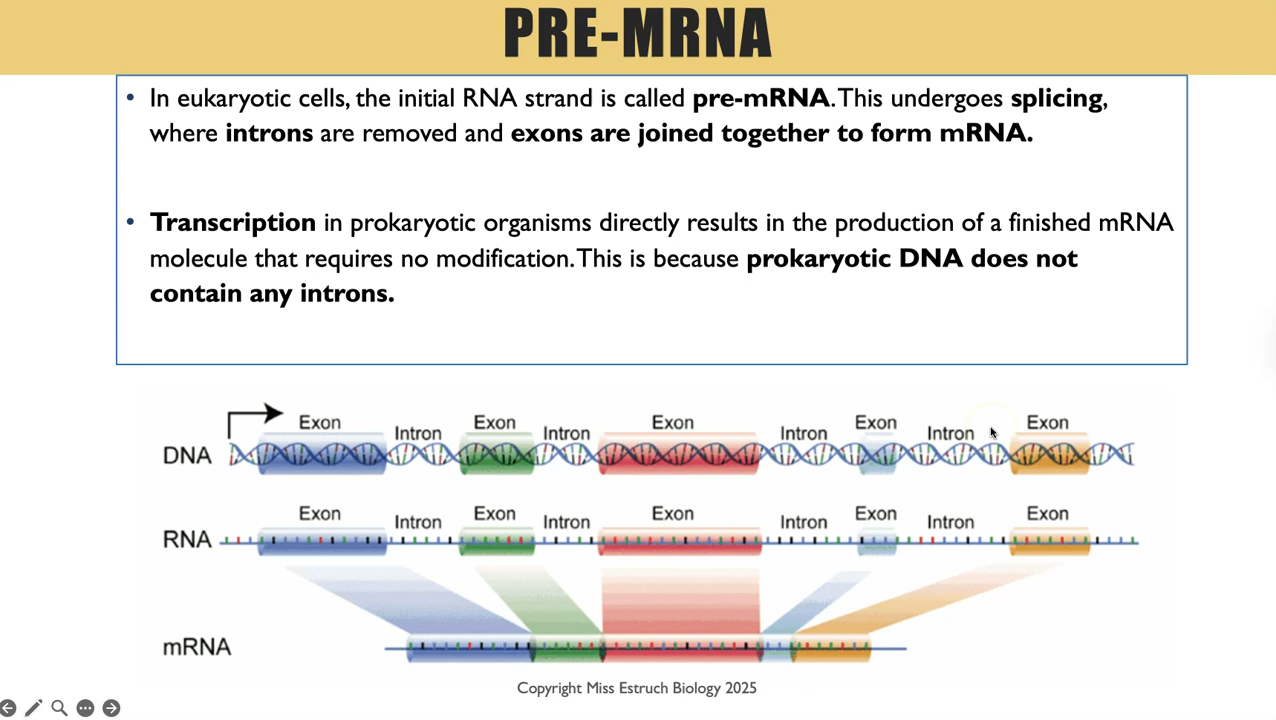 PRE-MRNA
• In eukaryotic cells, the initial RNA strand is called pre-mRNA. This undergoes splicing,
where introns are removed and exons are joined together to form mRNA.
• Transcription in prokaryotic organisms directly results in the production of a finished mRNA
molecule that requires no modification. This is because prokaryotic DNA does not
contain any introns.
Exon Intron Exon Intron Exon Intron Exon Intron Exon
DNA
Exon Intron Exon Intron Exon Intron Exon Intron Exon
RNA
mRNA
Copyright Miss Estruch Biology 2025